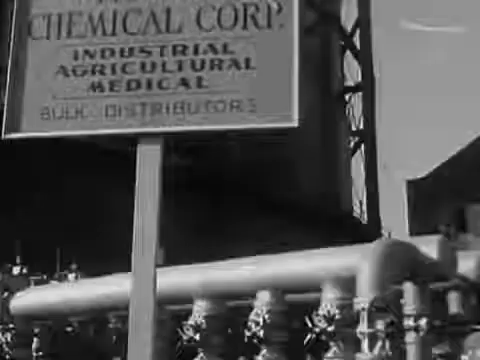 CHEMICAL CORP.
INDUSTRIAL
AGRICULTURAL
MEDICAL
BULK DISTRIBUTORS